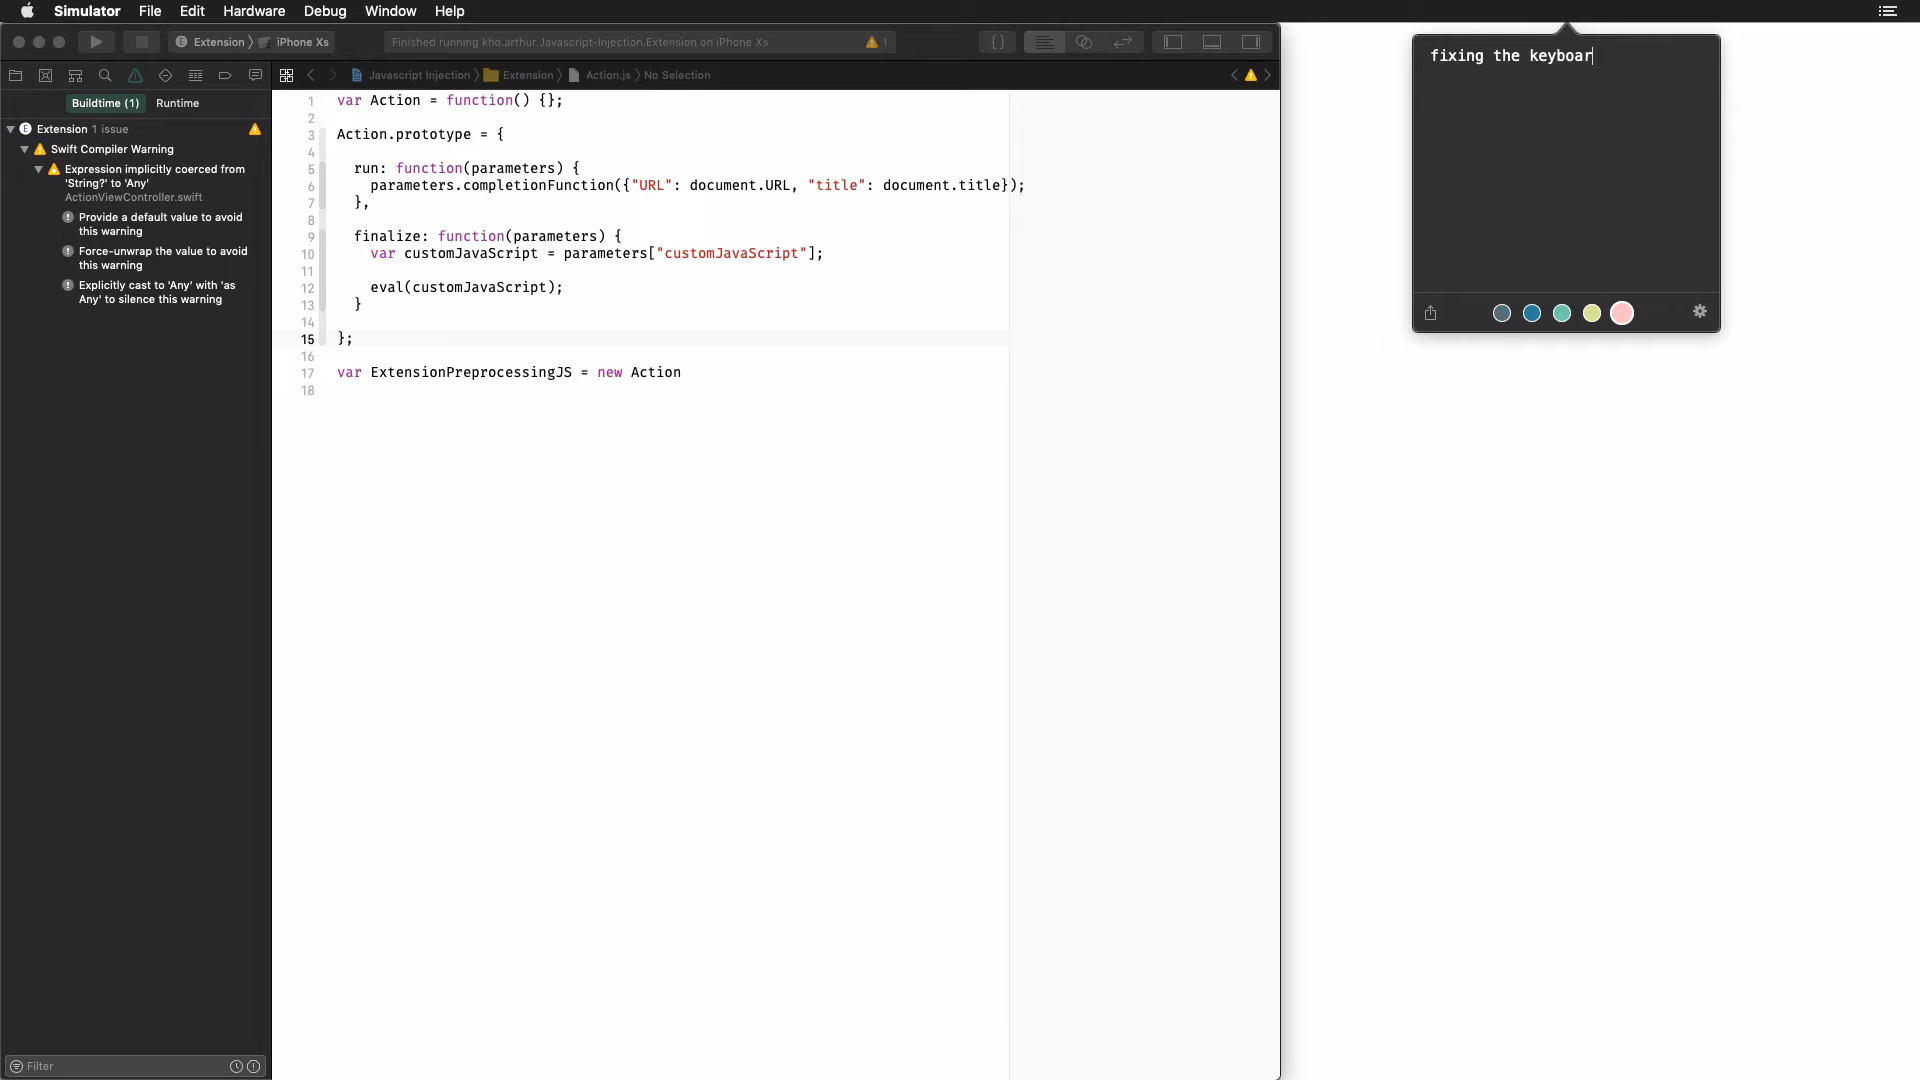 Simulator File Edit Hardware Debug Window Help
Extension iPhone Xs
Finished running kho.arthur.Javascript-Injection.Extension on iPhone Xs 1
{}
Javascript Injection Extension Action.js No Selection
Buildtime (1) Runtime
E Extension 1 issue
Swift Compiler Warning
Expression implicitly coerced from
'String?' to 'Any'
ActionViewController.swift
Provide a default value to avoid
this warning
Force-unwrap the value to avoid
this warning
Explicitly cast to 'Any' with 'as
Any' to silence this warning
Filter
1 var Action = function() {};
2
3 Action.prototype = {
4
5 run: function(parameters) {
6 parameters.completionFunction({"URL": document.URL, "title": document.title});
7 },
8
9 finalize: function(parameters) {
10 var customJavaScript = parameters["customJavaScript"];
11
12 eval(customJavaScript);
13 }
14
15 };
16
17 var ExtensionPreprocessingJS = new Action
18
fixing the keyboar